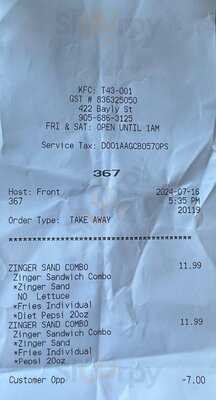 KFC: T43-001
GST # 836325050
422 Bayly St
905-686-3125
FRI & SAT: OPEN UNTIL 1AM
Service Tax: D001AAGCB0570PS
367
Host: Front 2024-07-16
367 5:35 PM
20119
Order Type: TAKE AWAY
ZINGER SAND COMBO 11.99
Zinger Sandwich Combo
*Zinger Sand
NO Lettuce
*Fries Individual
*Diet Pepsi 20oz
ZINGER SAND COMBO 11.99
Zinger Sandwich Combo
*Zinger Sand
*Fries Individual
*Pepsi 20oz
Customer Opp -7.00